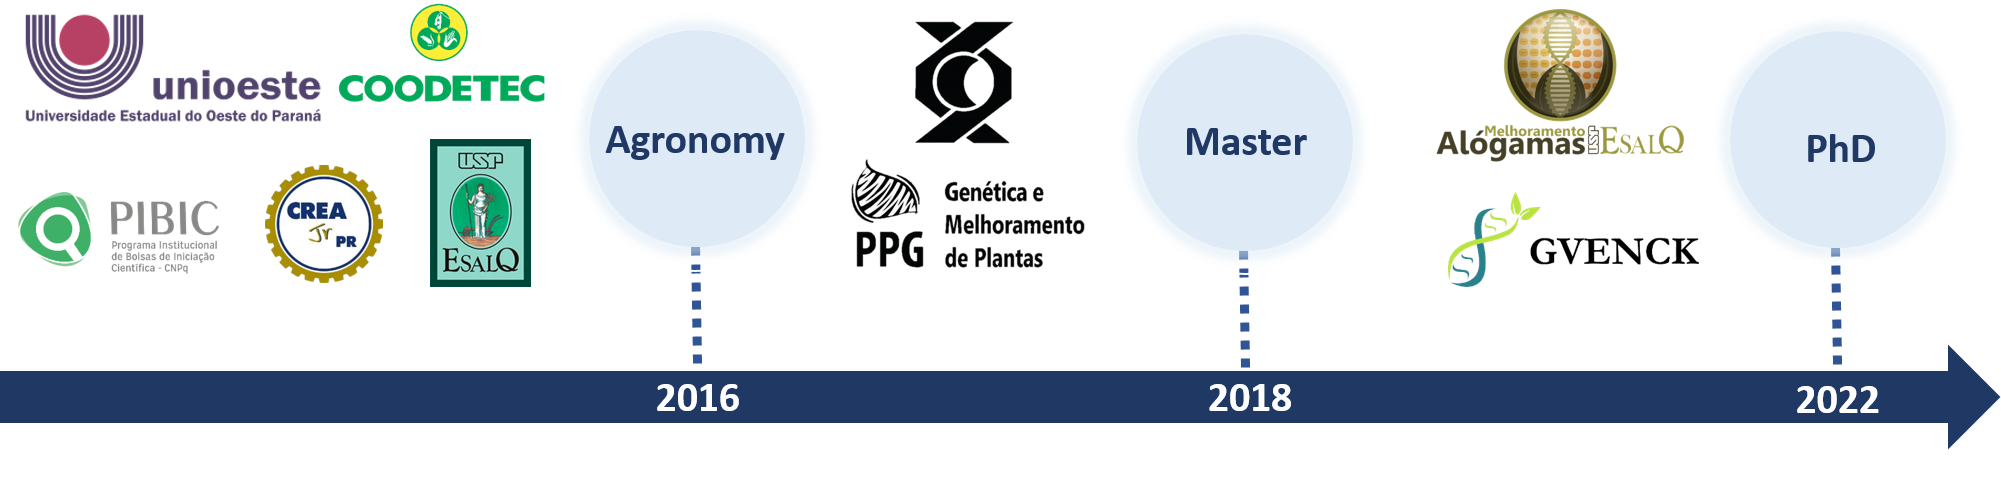 unioeste
Universidade Estadual do Oeste do Paraná
COODETEC
PIBIC
Programa Institucional
de Bolsas de Iniciação
Científica - CNPq
CREA
Jr
PR
USP
ESALQ
Agronomy
PPG
Genética e
Melhoramento
de Plantas
Master
Melhoramento
Alógamas
USP
ESALQ
GVENCK
PhD
2016
2018
2022